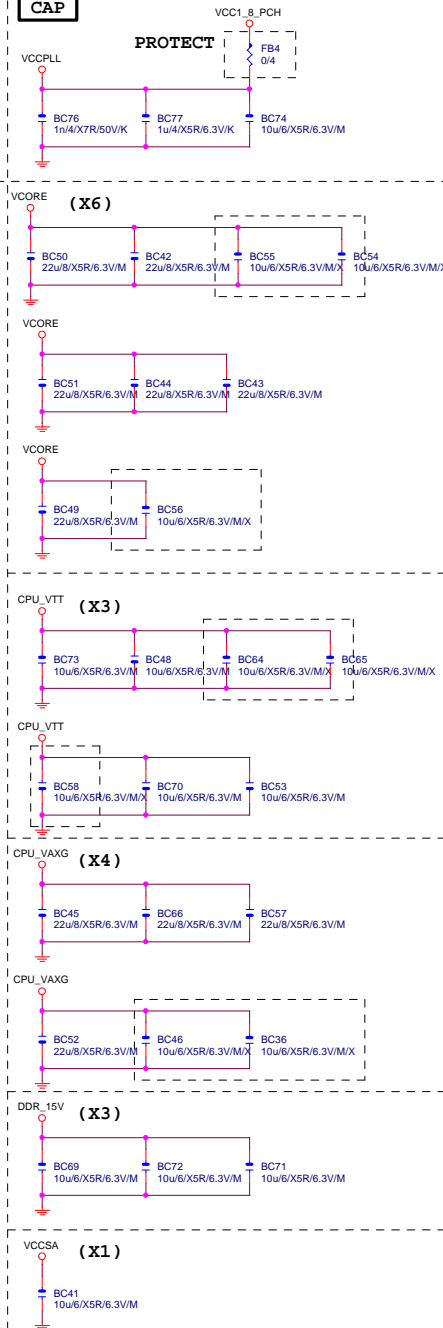 CAP
VCC1_8_PCH
PROTECT
FB4
0/4
VCCPLL
BC76
1n/4/X7R/50V/K
BC77
1u/4/X5R/6.3V/K
BC74
10u/6/X5R/6.3V/M
VCORE
(X6)
BC50
22u/8/X5R/6.3V/M
BC42
22u/8/X5R/6.3V/M
BC55
10u/6/X5R/6.3V/M/X
BC54
10u/6/X5R/6.3V/M/X
VCORE
BC51
22u/8/X5R/6.3V/M
BC44
22u/8/X5R/6.3V/M
BC43
22u/8/X5R/6.3V/M
VCORE
BC49
22u/8/X5R/6.3V/M
BC56
10u/6/X5R/6.3V/M/X
CPU_VTT
(X3)
BC73
10u/6/X5R/6.3V/M
BC48
10u/6/X5R/6.3V/M
BC64
10u/6/X5R/6.3V/M/X
BC65
10u/6/X5R/6.3V/M/X
CPU_VTT
BC58
10u/6/X5R/6.3V/M/X
BC70
10u/6/X5R/6.3V/M
BC53
10u/6/X5R/6.3V/M
CPU_VAXG
(X4)
BC45
22u/8/X5R/6.3V/M
BC66
22u/8/X5R/6.3V/M
BC57
22u/8/X5R/6.3V/M
CPU_VAXG
BC52
22u/8/X5R/6.3V/M
BC46
10u/6/X5R/6.3V/M/X
BC36
10u/6/X5R/6.3V/M/X
DDR_15V
(X3)
BC69
10u/6/X5R/6.3V/M
BC72
10u/6/X5R/6.3V/M
BC71
10u/6/X5R/6.3V/M
VCCSA
(X1)
BC41
10u/6/X5R/6.3V/M